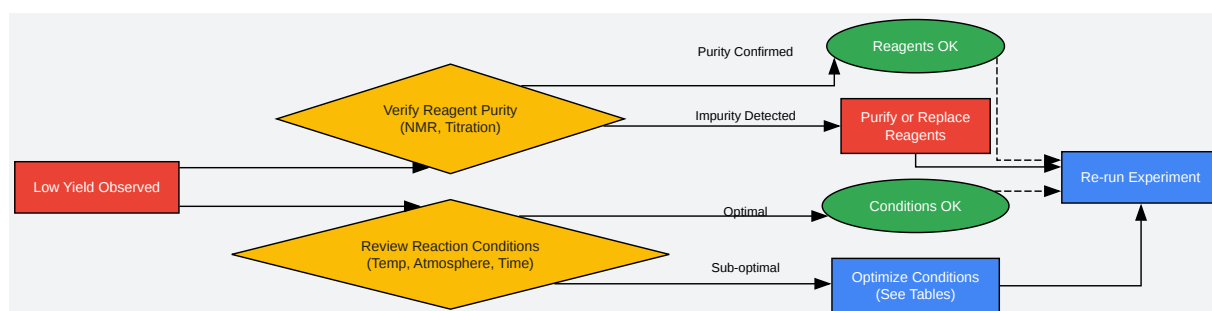 Low Yield Observed
Verify Reagent Purity
(NMR, Titration)
Review Reaction Conditions
(Temp, Atmosphere, Time)
Purity Confirmed
Impurity Detected
Optimal
Sub-optimal
Reagents OK
Purify or Replace
Reagents
Conditions OK
Optimize Conditions
(See Tables)
Re-run Experiment